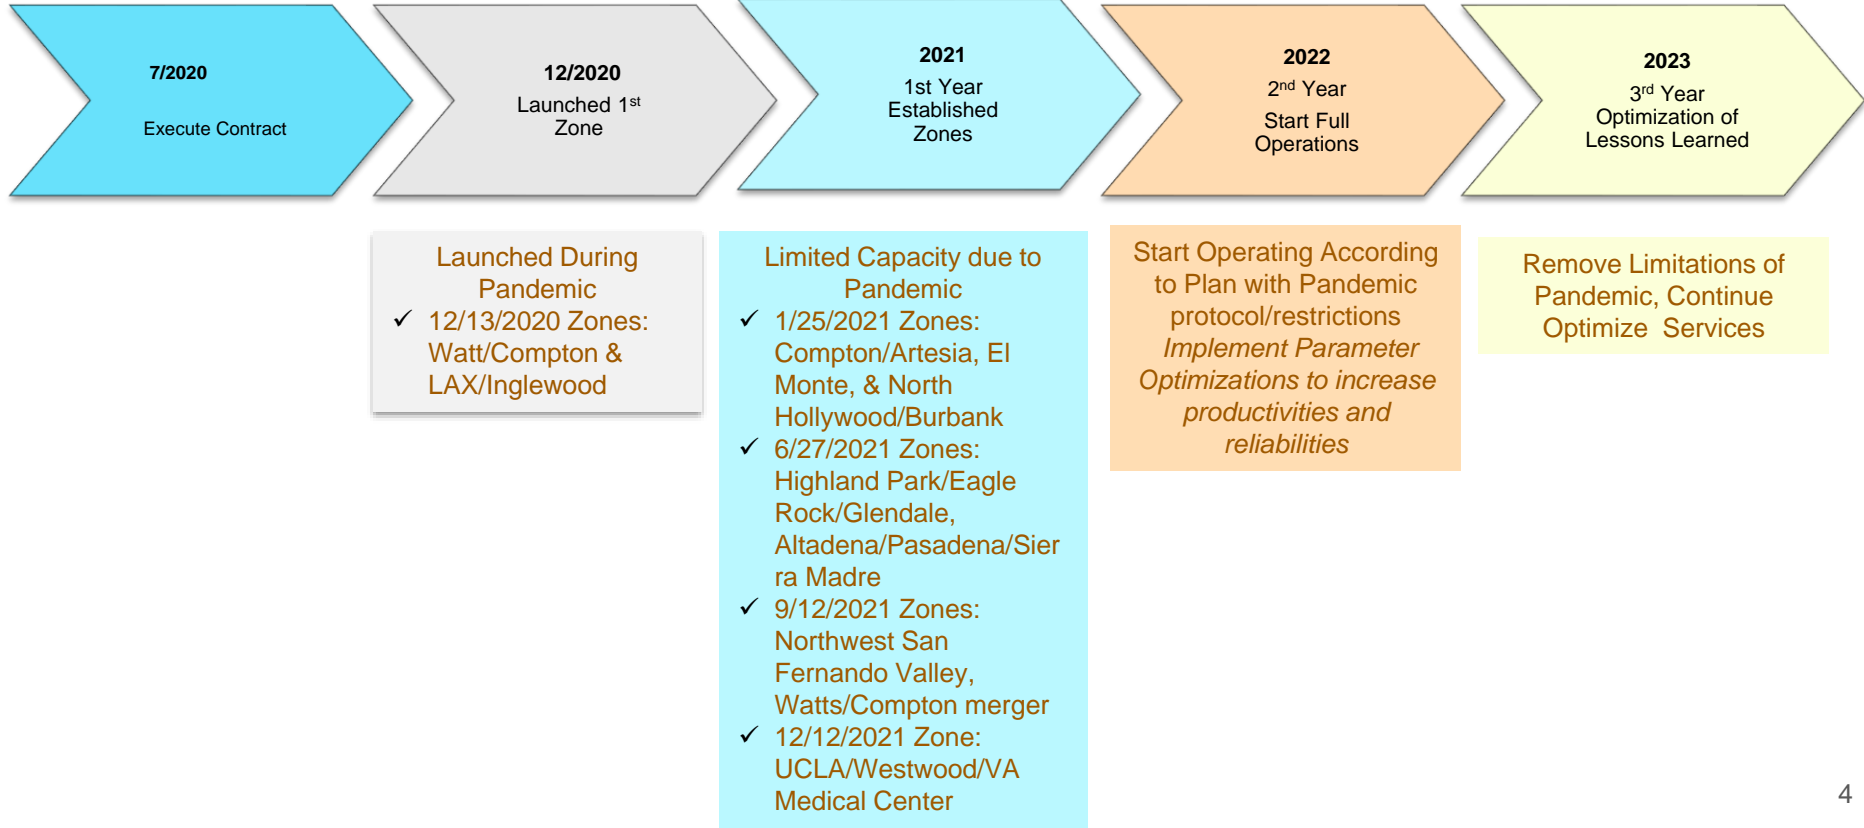 7/2020
Execute Contract
12/2020
Launched 1st
Zone
2021
1st Year
Established
Zones
2022
2nd Year
Start Full
Operations
2023
3rd Year
Optimization of
Lessons Learned
Launched During
Pandemic
✓ 12/13/2020 Zones:
Watt/Compton &
LAX/Inglewood
Limited Capacity due to
Pandemic
✓ 1/25/2021 Zones:
Compton/Artesia, El
Monte, & North
Hollywood/Burbank
✓ 6/27/2021 Zones:
Highland Park/Eagle
Rock/Glendale,
Altadena/Pasadena/Sier
ra Madre
✓ 9/12/2021 Zones:
Northwest San
Fernando Valley,
Watts/Compton merger
✓ 12/12/2021 Zone:
UCLA/Westwood/VA
Medical Center
Start Operating According
to Plan with Pandemic
protocol/restrictions
Implement Parameter
Optimizations to increase
productivities and
reliabilities
Remove Limitations of
Pandemic, Continue
Optimize Services
4